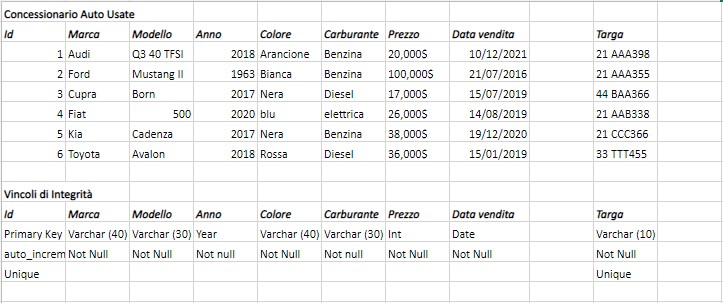 Concessionario Auto Usate
Id Marca Modello Anno Colore Carburante Prezzo Data vendita Targa
1 Audi Q3 40 TFSI 2018 Arancione Benzina 20,000$ 10/12/2021 21 AAA398
2 Ford Mustang II 1963 Bianca Benzina 100,000$ 21/07/2016 21 AAA355
3 Cupra Born 2017 Nera Diesel 17,000$ 15/07/2019 44 BAA366
4 Fiat 500 2020 blu elettrica 26,000$ 14/08/2019 21 AAB338
5 Kia Cadenza 2017 Nera Benzina 38,000$ 19/12/2020 21 CCC366
6 Toyota Avalon 2018 Rossa Diesel 36,000$ 15/01/2019 33 TTT455
Vincoli di Integrità
Id Marca Modello Anno Colore Carburante Prezzo Data vendita Targa
Primary Key Varchar (40) Varchar (30) Year Varchar (40) Varchar (30) Int Date Varchar (10)
auto_increm Not Null Not Null Not null Not Null Not null Not Null Not Null Not Null
Unique Unique